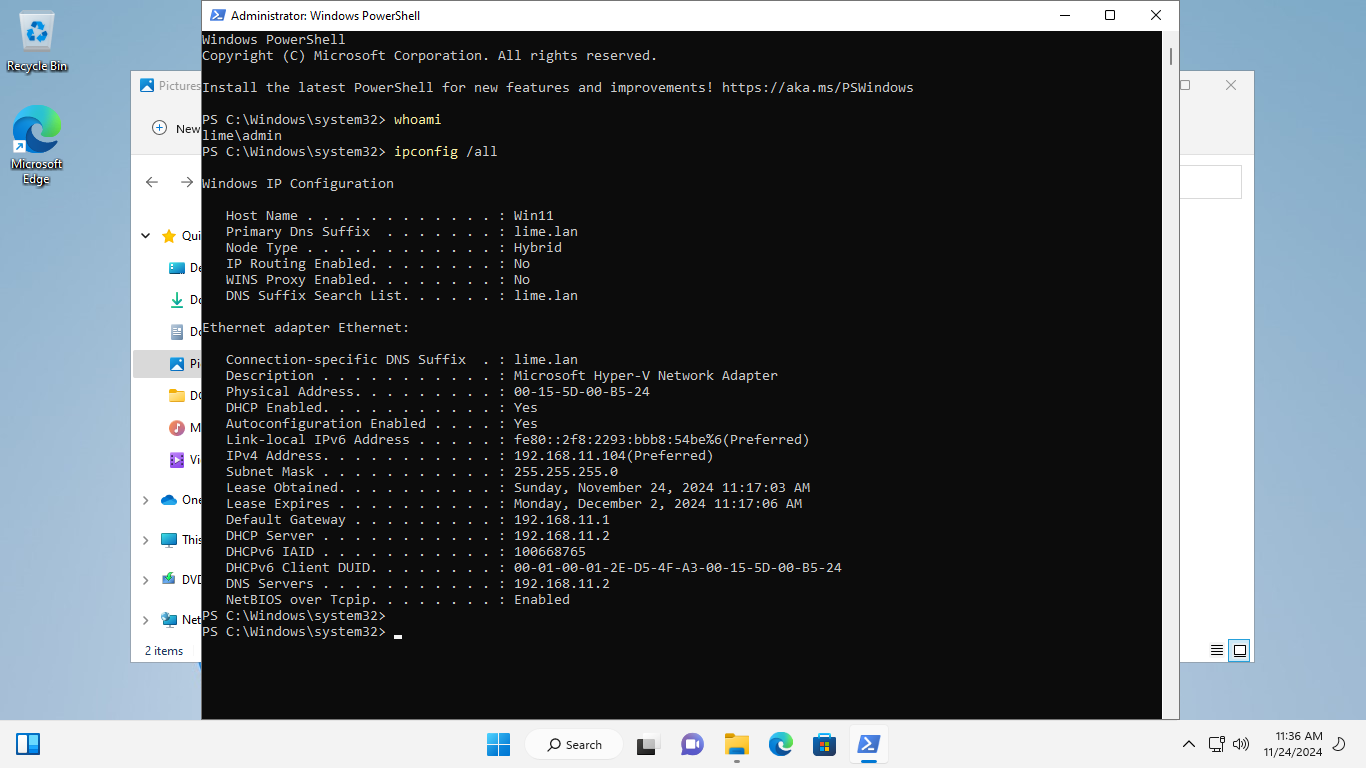 Recycle Bin
Microsoft
Edge
Administrator: Windows PowerShell
Windows PowerShell
Copyright (C) Microsoft Corporation. All rights reserved.
Install the latest PowerShell for new features and improvements! https://aka.ms/PSWindows
PS C:\Windows\system32> whoami
lime\admin
PS C:\Windows\system32> ipconfig /all
Windows IP Configuration
Host Name . . . . . . . . . . . . : Win11
Primary Dns Suffix  . . . . . . . : lime.lan
Node Type . . . . . . . . . . . . : Hybrid
IP Routing Enabled. . . . . . . . : No
WINS Proxy Enabled. . . . . . . . : No
DNS Suffix Search List. . . . . . : lime.lan
Ethernet adapter Ethernet:
Connection-specific DNS Suffix  . : lime.lan
Description . . . . . . . . . . . : Microsoft Hyper-V Network Adapter
Physical Address. . . . . . . . . : 00-15-5D-00-B5-24
DHCP Enabled. . . . . . . . . . . : Yes
Autoconfiguration Enabled . . . . : Yes
Link-local IPv6 Address . . . . . : fe80::2f8:2293:bbb8:54be%6(Preferred)
IPv4 Address. . . . . . . . . . . : 192.168.11.104(Preferred)
Subnet Mask . . . . . . . . . . . : 255.255.255.0
Lease Obtained. . . . . . . . . . : Sunday, November 24, 2024 11:17:03 AM
Lease Expires . . . . . . . . . . : Monday, December 2, 2024 11:17:06 AM
Default Gateway . . . . . . . . . : 192.168.11.1
DHCP Server . . . . . . . . . . . : 192.168.11.2
DHCPv6 IAID . . . . . . . . . . . : 100668765
DHCPv6 Client DUID. . . . . . . . : 00-01-00-01-2E-D5-4F-A3-00-15-5D-00-B5-24
DNS Servers . . . . . . . . . . . : 192.168.11.2
NetBIOS over Tcpip. . . . . . . . : Enabled
PS C:\Windows\system32>
PS C:\Windows\system32>
Pictures
New
Qui
De
Do
Do
Pi
DC
M
Vi
One
This
DVD
Net
2 items
Search
11:36 AM
11/24/2024